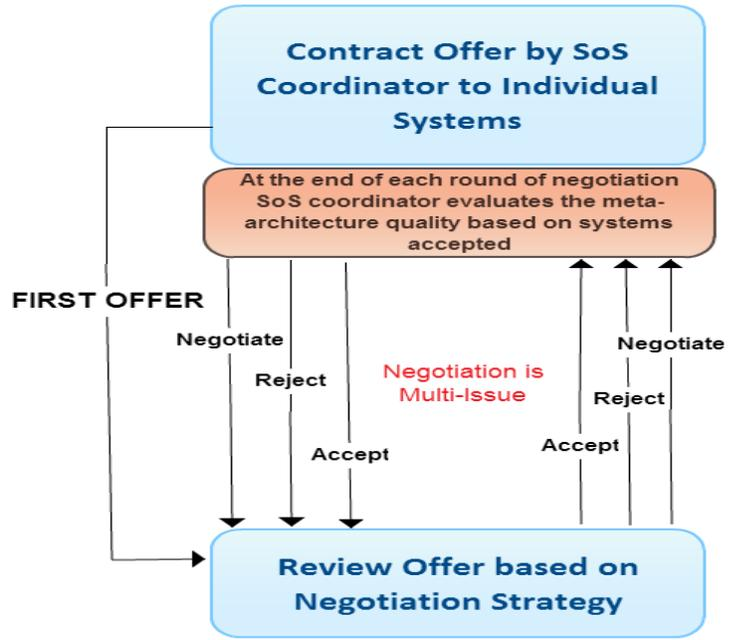 Contract Offer by SoS
Coordinator to Individual
Systems
At the end of each round of negotiation
SoS coordinator evaluates the meta-
architecture quality based on systems
accepted
FIRST OFFER
Negotiate
Reject
Accept
Negotiation is
Multi-Issue
Accept
Reject
Negotiate
Review Offer based on
Negotiation Strategy